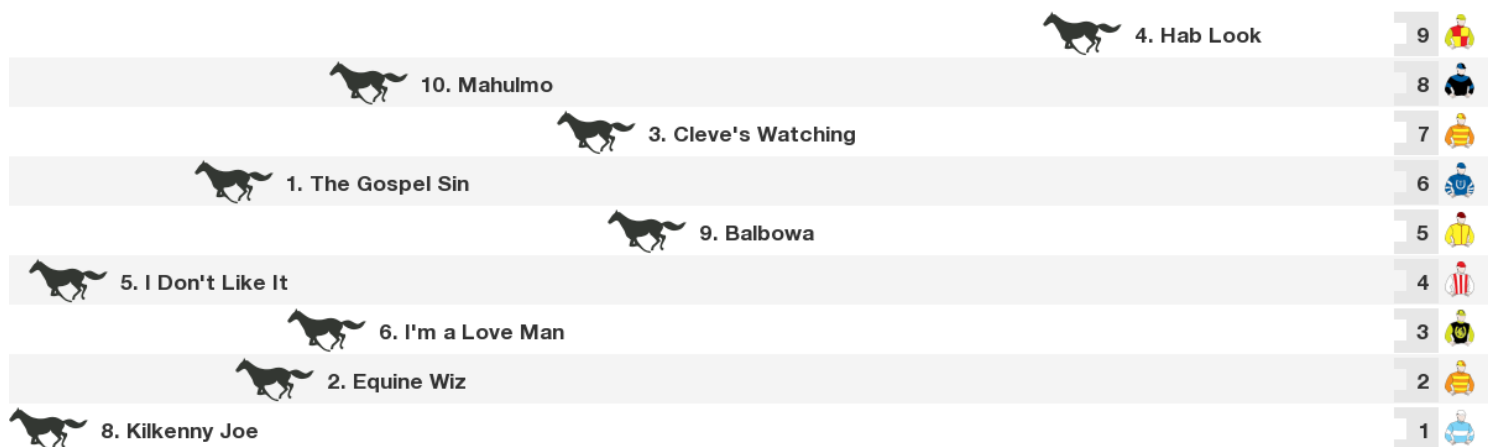 4. Hab Look 9
10. Mahulmo 8
3. Cleve's Watching 7
1. The Gospel Sin 6
9. Balbowa 5
5. I Don't Like It 4
6. I'm a Love Man 3
2. Equine Wiz 2
8. Kilkenny Joe 1